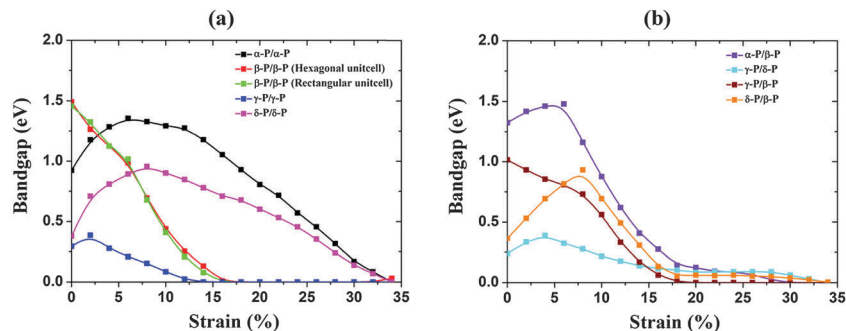 (a)
2.0
1.5
1.0
0.5
0.0
Bandgap (eV)
α-P/α-P
β-P/β-P (Hexagonal unitcell)
β-P/β-P (Rectangular unitcell)
γ-P/γ-P
δ-P/δ-P
0 5 10 15 20 25 30 35
Strain (%)
(b)
2.0
1.5
1.0
0.5
0.0
Bandgap (eV)
α-P/β-P
γ-P/δ-P
γ-P/β-P
δ-P/β-P
0 5 10 15 20 25 30 35
Strain (%)